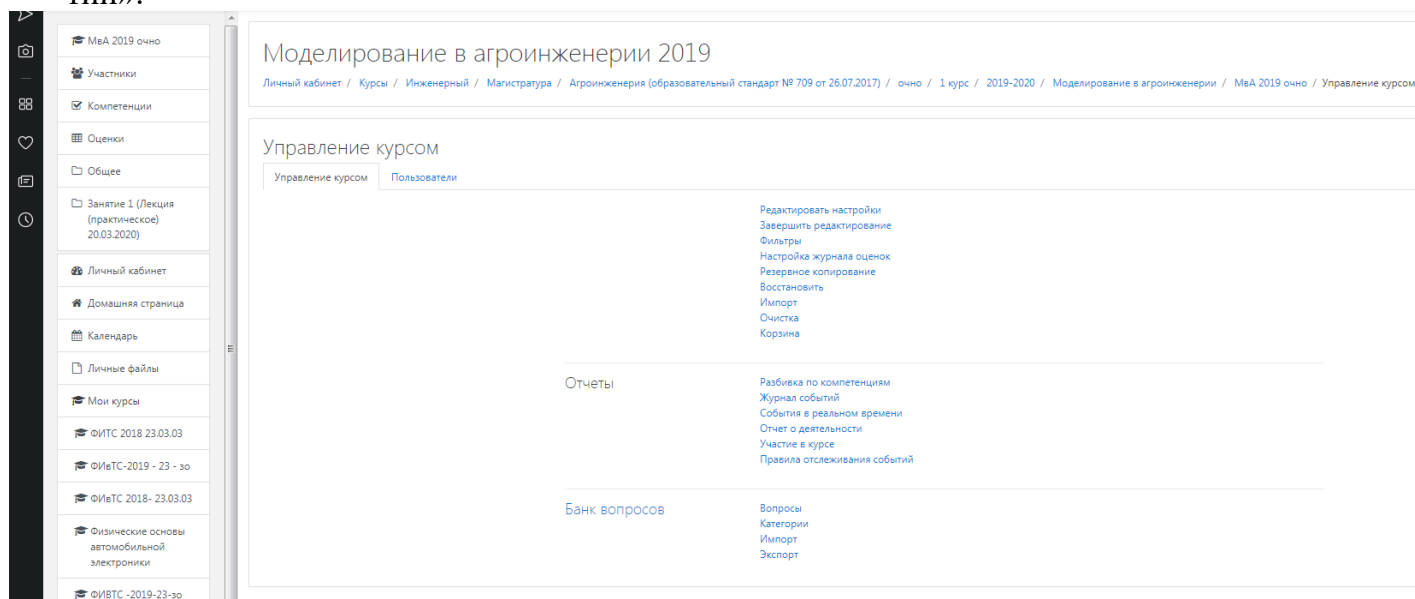 тии».
МвА 2019 очно
Участники
Компетенции
Оценки
Общее
Занятие 1 (Лекция
(практическое)
20.03.2020)
Личный кабинет
Домашняя страница
Календарь
Личные файлы
Мои курсы
ФИТС 2018 23.03.03
ФИвТС-2019 - 23 - зо
ФИвТС 2018- 23.03.03
Физические основы
автомобильной
электроники
ФИВТС -2019-23-зо
Моделирование в агроинженерии 2019
Личный кабинет / Курсы / Инженерный / Магистратура / Агроинженерия (образовательный стандарт № 709 от 26.07.2017) / очно / 1 курс / 2019-2020 / Моделирование в агроинженерии / МвА 2019 очно / Управление курсом
Управление курсом
Управление курсом Пользователи
Редактировать настройки
Завершить редактирование
Фильтры
Настройка журнала оценок
Резервное копирование
Восстановить
Импорт
Очистка
Корзина
Отчеты
Разбивка по компетенциям
Журнал событий
События в реальном времени
Отчет о деятельности
Участие в курсе
Правила отслеживания событий
Банк вопросов
Вопросы
Категории
Импорт
Экспорт